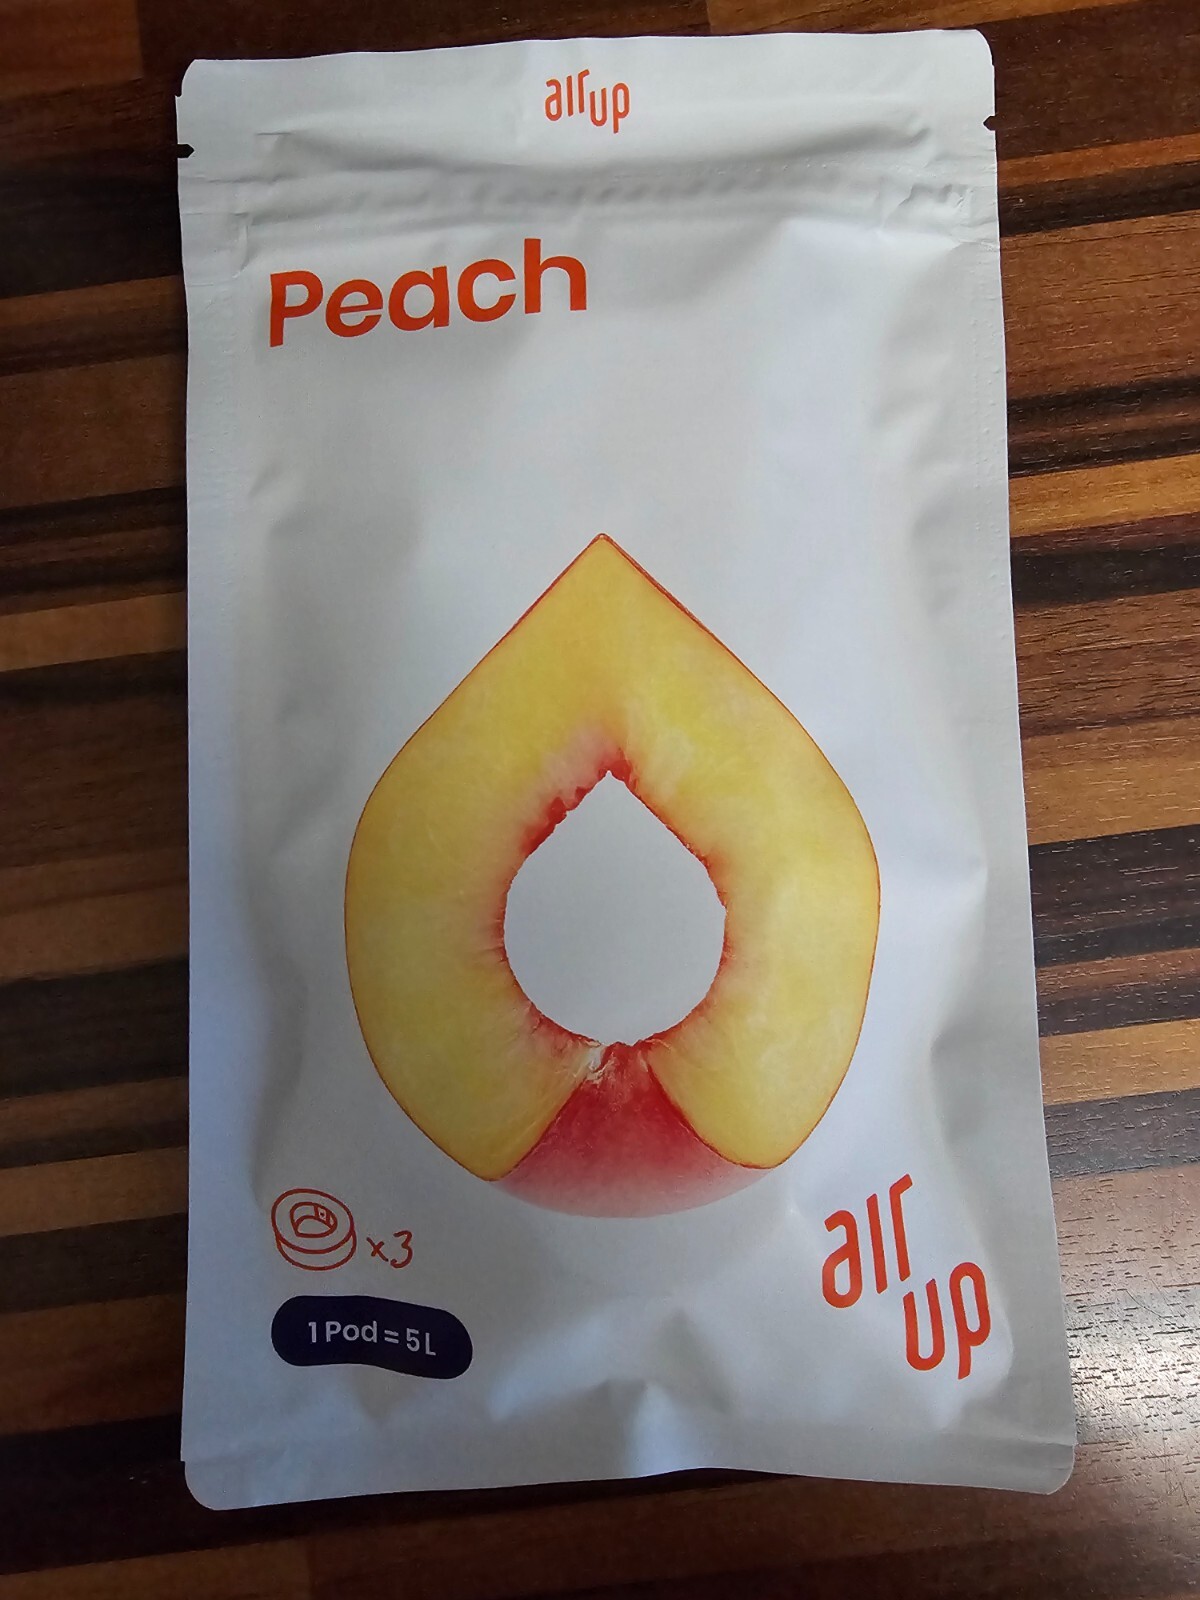 air up
Peach
x3
1 Pod = 5L
air
up